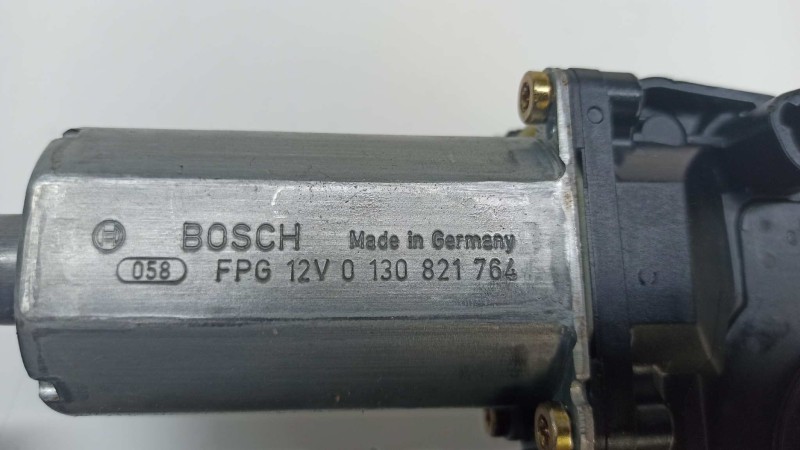 BOSCH Made in Germany
058 FPG 12V 0 130 821 764